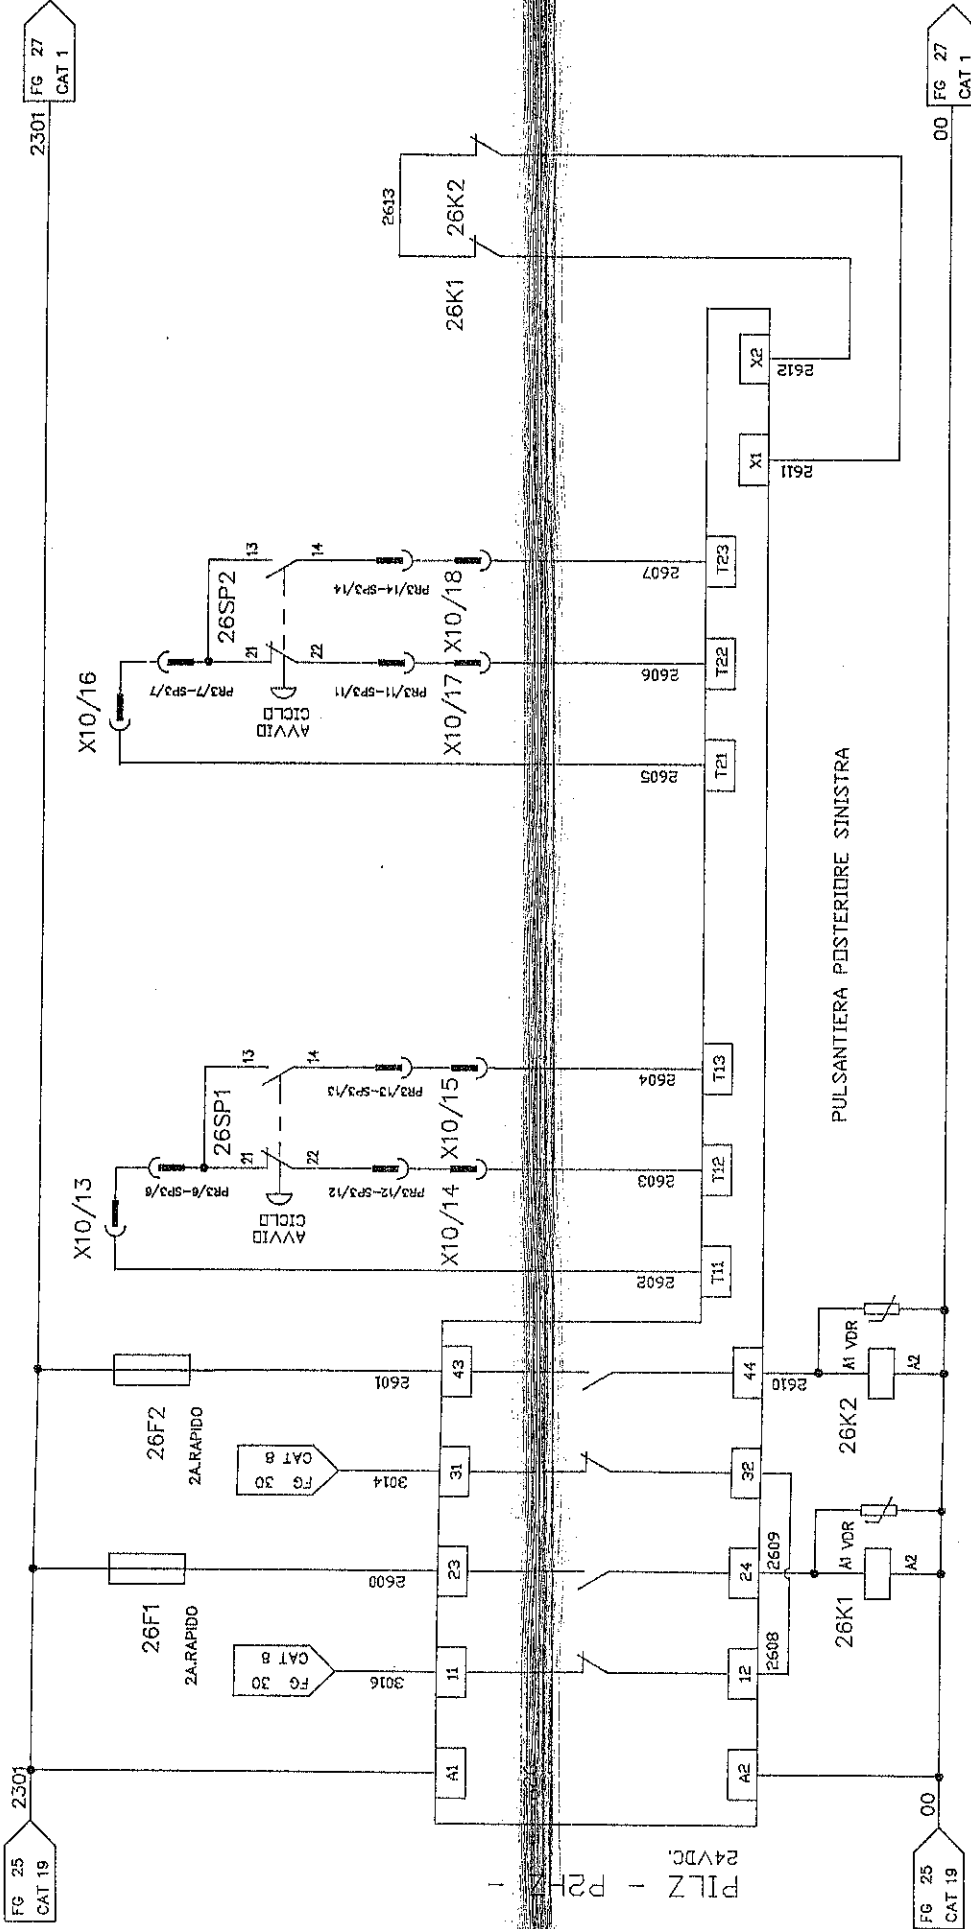 FG 25
CAT 19
2301
2301
FG 27
CAT 1
X10/13
X10/16
PR3/6-SP3/6
PR3/7-SP3/7
26F1
2A.RAPIDO
26F2
2A.RAPIDO
FG 30
CAT 8
FG 30
CAT 8
26SP1
21
22
13
14
AVVIO
CICLO
26SP2
21
22
13
14
AVVIO
CICLO
2613
26K1
26K2
PR3/12-SP3/12
PR3/13-SP3/13
PR3/11-SP3/11
PR3/14-SP3/14
X10/14
X10/15
X10/17
X10/18
3016
2600
3014
2601
2602
2603
2604
2605
2606
2607
A1
11
23
31
43
T11
T12
T13
T21
T22
T23
PILZ - P2HZ -
24VDC.
X1
X2
2611
2612
A2
12
24
32
44
2608
2609
2610
PULSANTIERA POSTERIORE SINISTRA
26K1
A1 VDR
A2
26K2
A1 VDR
A2
FG 25
CAT 19
00
00
FG 27
CAT 1